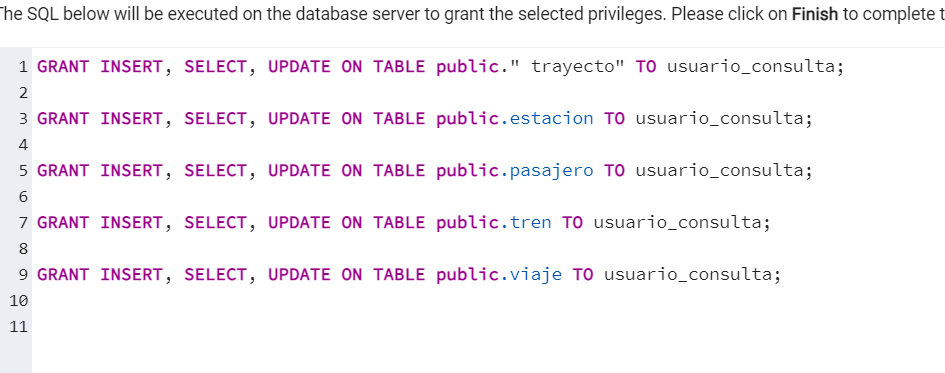 The SQL below will be executed on the database server to grant the selected privileges. Please click on Finish to complete t
1 GRANT INSERT, SELECT, UPDATE ON TABLE public." trayecto" TO usuario_consulta;
2
3 GRANT INSERT, SELECT, UPDATE ON TABLE public.estacion TO usuario_consulta;
4
5 GRANT INSERT, SELECT, UPDATE ON TABLE public.pasajero TO usuario_consulta;
6
7 GRANT INSERT, SELECT, UPDATE ON TABLE public.tren TO usuario_consulta;
8
9 GRANT INSERT, SELECT, UPDATE ON TABLE public.viaje TO usuario_consulta;
10
11